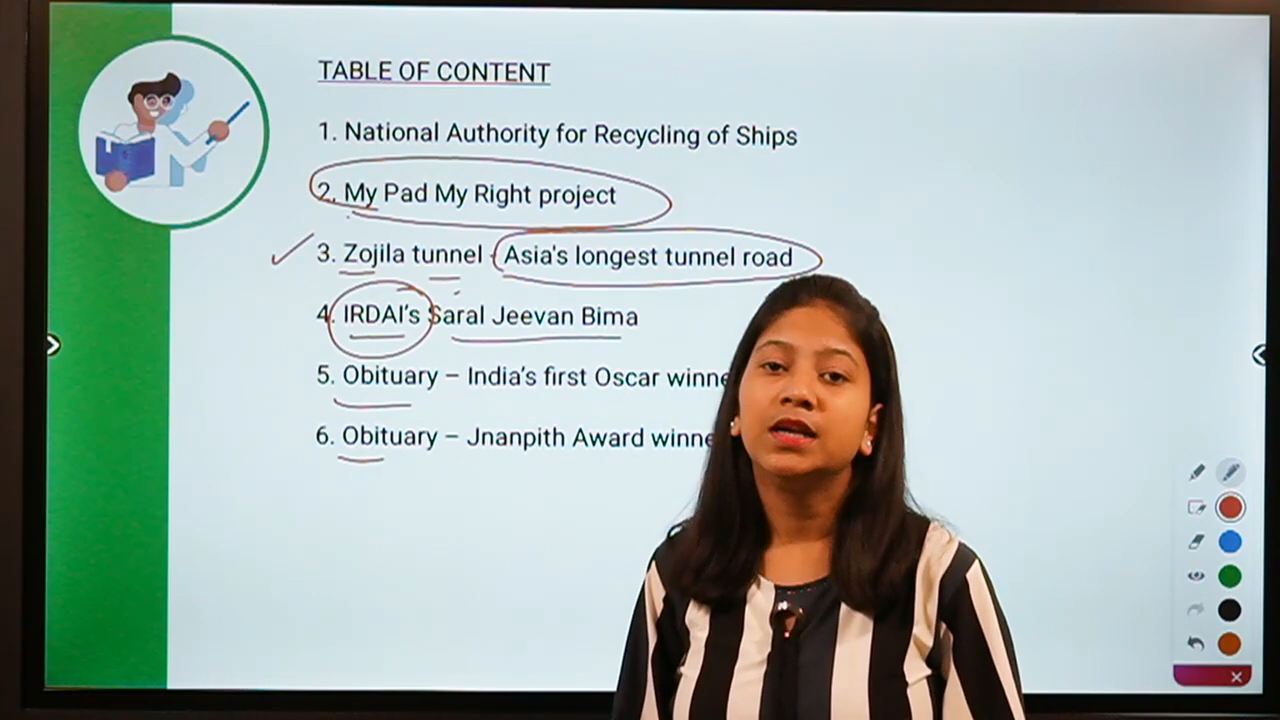 TABLE OF CONTENT
1. National Authority for Recycling of Ships
2. My Pad My Right project
3. Zojila tunnel - Asia's longest tunnel road
4. IRDAI's Saral Jeevan Bima
5. Obituary – India's first Oscar
6. Obituary – Jnanpith Award